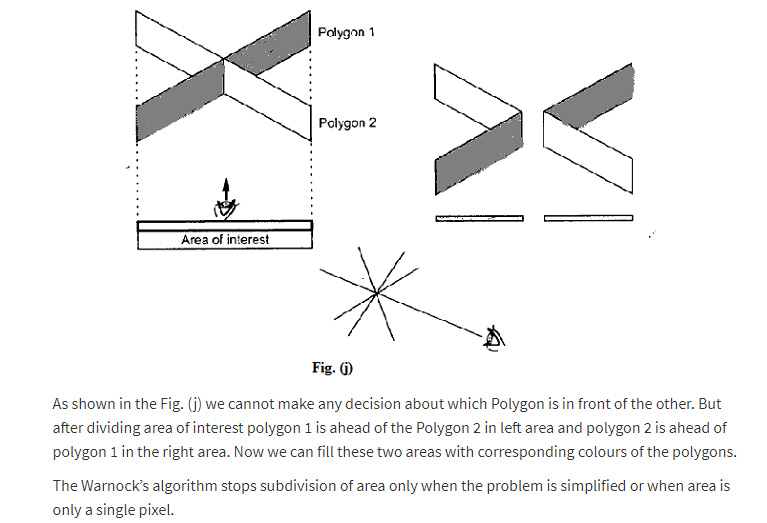 Polygon 1
Polygon 2
Area of interest
Fig. (j)
As shown in the Fig. (j) we cannot make any decision about which Polygon is in front of the other. But
after dividing area of interest polygon 1 is ahead of the Polygon 2 in left area and polygon 2 is ahead of
polygon 1 in the right area. Now we can fill these two areas with corresponding colours of the polygons.
The Warnock’s algorithm stops subdivision of area only when the problem is simplified or when area is
only a single pixel.